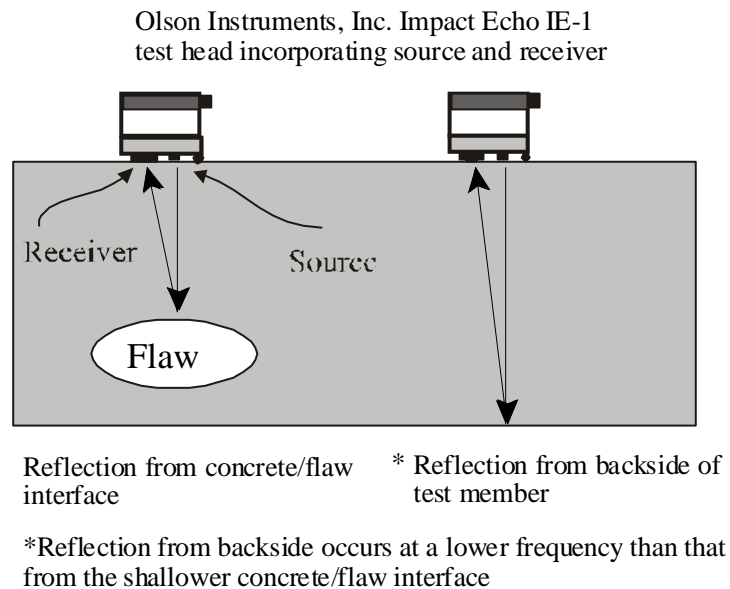 Olson Instruments, Inc. Impact Echo IE-1
test head incorporating source and receiver
Receiver
Source
Flaw
Reflection from concrete/flaw
interface
* Reflection from backside of
test member
*Reflection from backside occurs at a lower frequency than that
from the shallower concrete/flaw interface